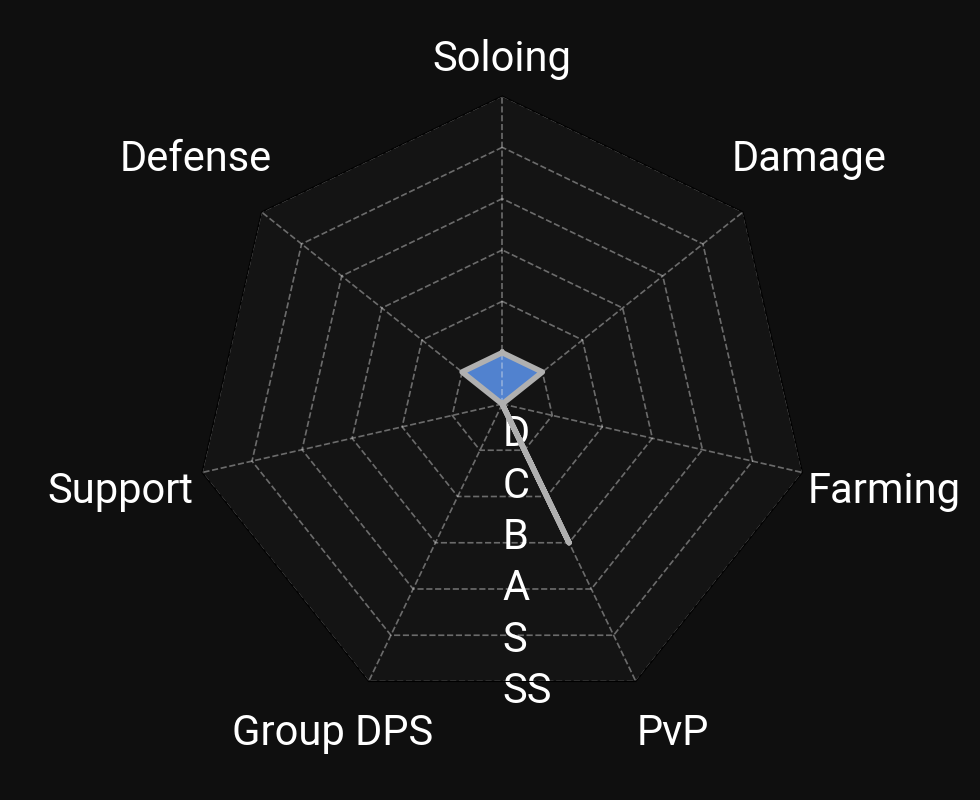 Soloing
Defense
Damage
D
C
Support
Farming
B
A
S
SS
Group DPS
PvP